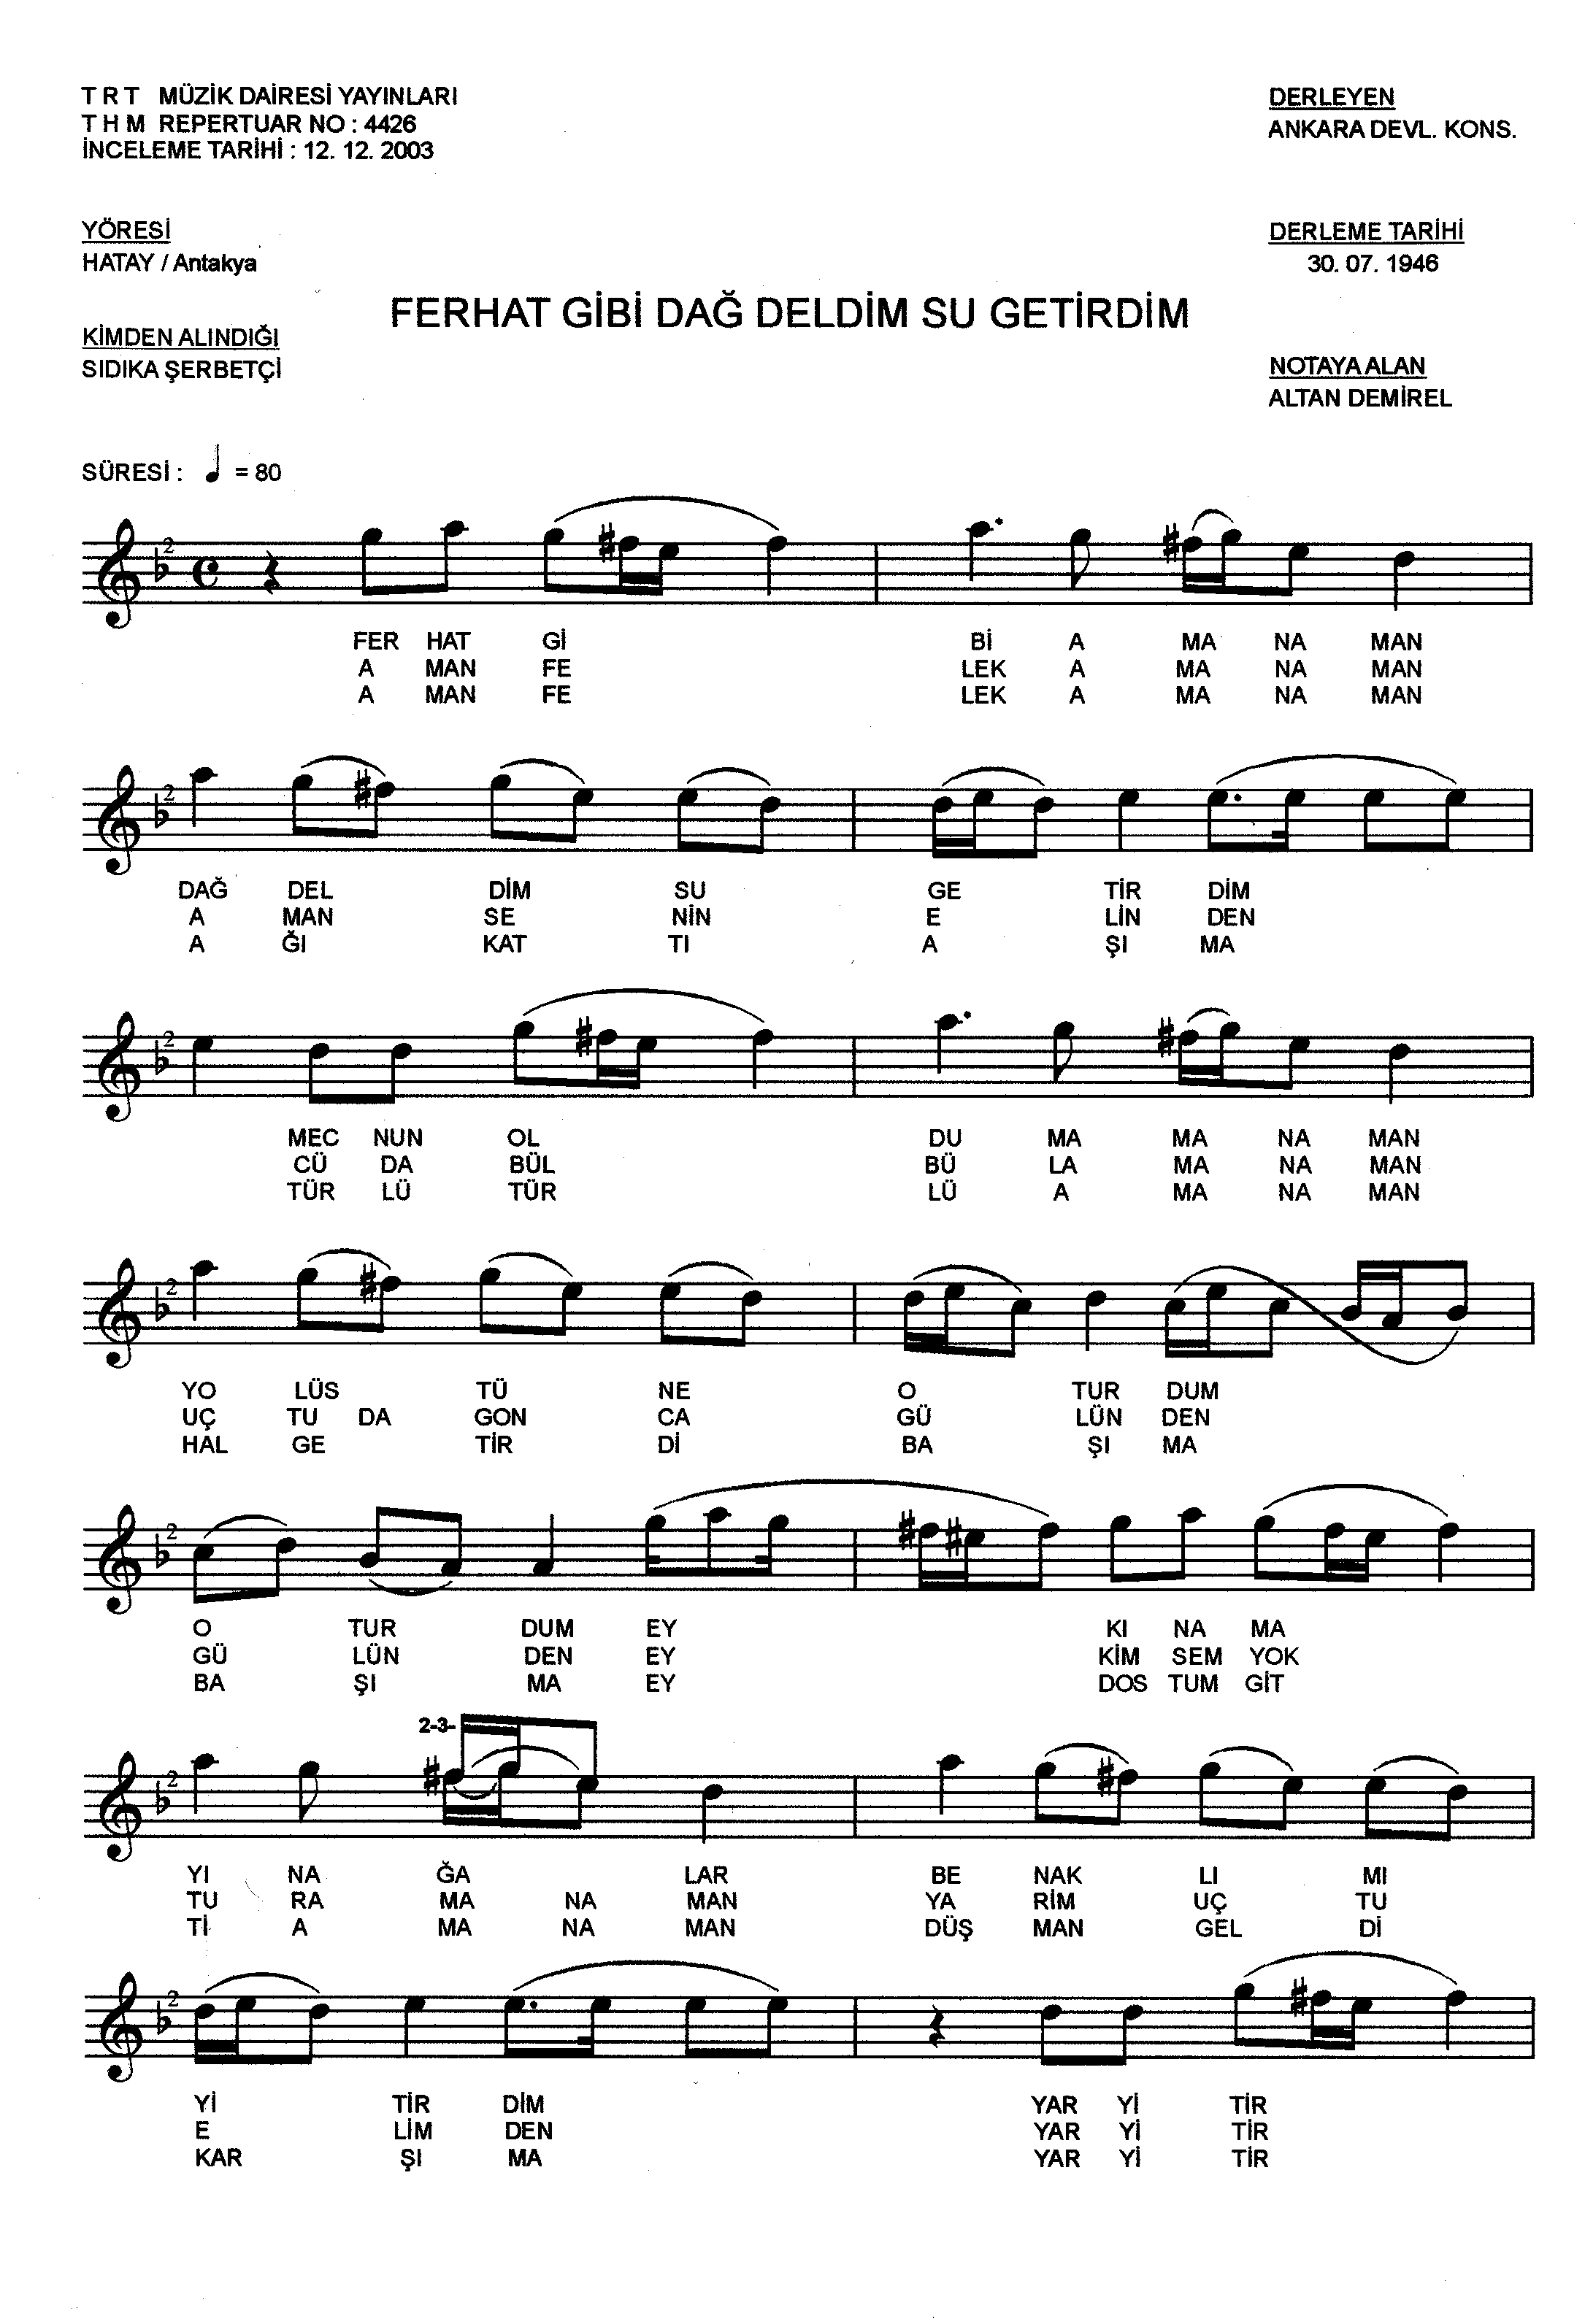 T R T MÜZİK DAİRESİ YAYINLARI
T H M REPERTUAR NO : 4426
İNCELEME TARİHİ : 12. 12. 2003
DERLEYEN
ANKARA DEVL. KONS.
YÖRESİ
HATAY / Antakya
DERLEME TARİHİ
30. 07. 1946
FERHAT GİBİ DAĞ DELDİM SU GETİRDİM
KİMDEN ALINDIĞI
SIDIKA ŞERBETÇİ
NOTAYA ALAN
ALTAN DEMİREL
SÜRESİ : = 80
2
FER HAT Gİ Bİ A MA NA MAN
A MAN FE LEK A MA NA MAN
A MAN FE LEK A MA NA MAN
2
DAĞ DEL DİM SU GE TİR DİM
A MAN SE NİN E LİN DEN
A ĞI KAT TI A ŞI MA
2
MEC NUN OL DU MA MA NA MAN
CÜ DA BÜL BÜ LA MA NA MAN
TÜR LÜ TÜR LÜ A MA NA MAN
2
YO LÜS TÜ NE O TUR DUM
UÇ TU DA GON CA GÜ LÜN DEN
HAL GE TİR Dİ BA ŞI MA
2
O TUR DUM EY KI NA MA
GÜ LÜN DEN EY KİM SEM YOK
BA ŞI MA EY DOS TUM GİT
2-3-
2
YI NA ĞA LAR BE NAK LI MI
TU RA MA NA MAN YA RİM UÇ TU
Tİ A MA NA MAN DÜŞ MAN GEL Dİ
2
Yİ TİR DİM YAR Yİ TİR
E LİM DEN YAR Yİ TİR
KAR ŞI MA YAR Yİ TİR